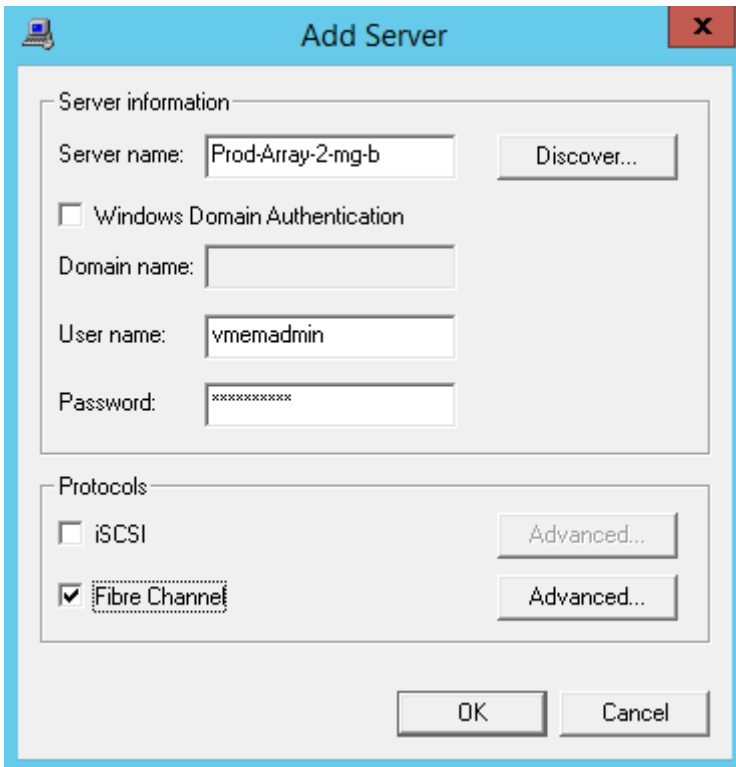 Add Server
x
Server information
Server name: Prod-Array-2-mg-b Discover...
Windows Domain Authentication
Domain name:
User name: vmemadmin
Password: **********
Protocols
iSCSI Advanced...
Fibre Channel Advanced...
OK Cancel